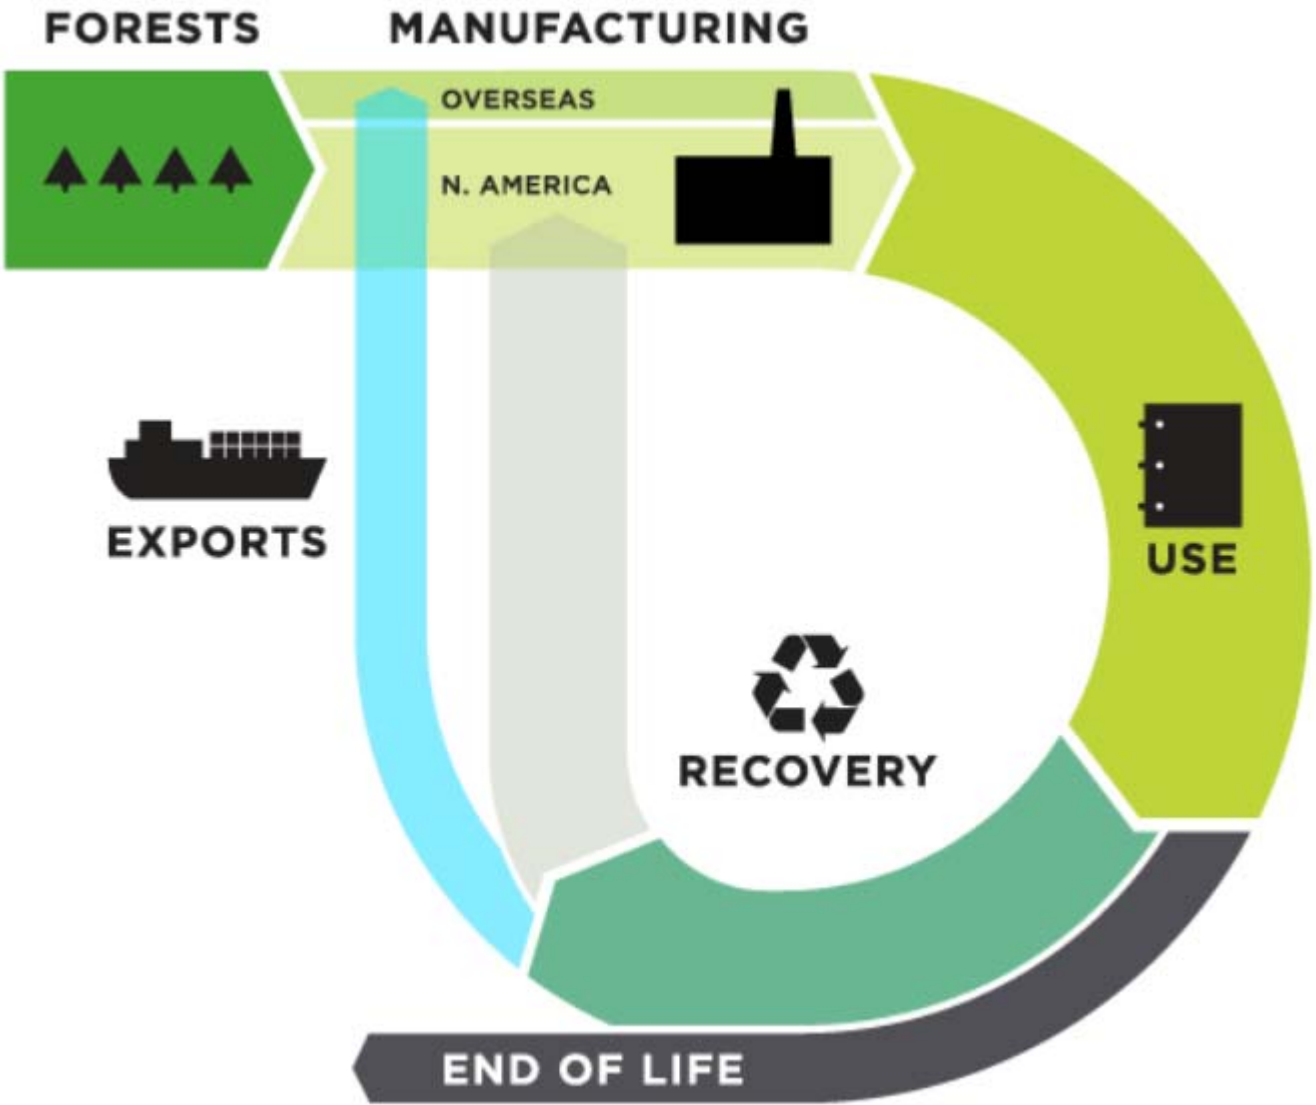 FORESTS
MANUFACTURING
OVERSEAS
N. AMERICA
EXPORTS
USE
RECOVERY
END OF LIFE